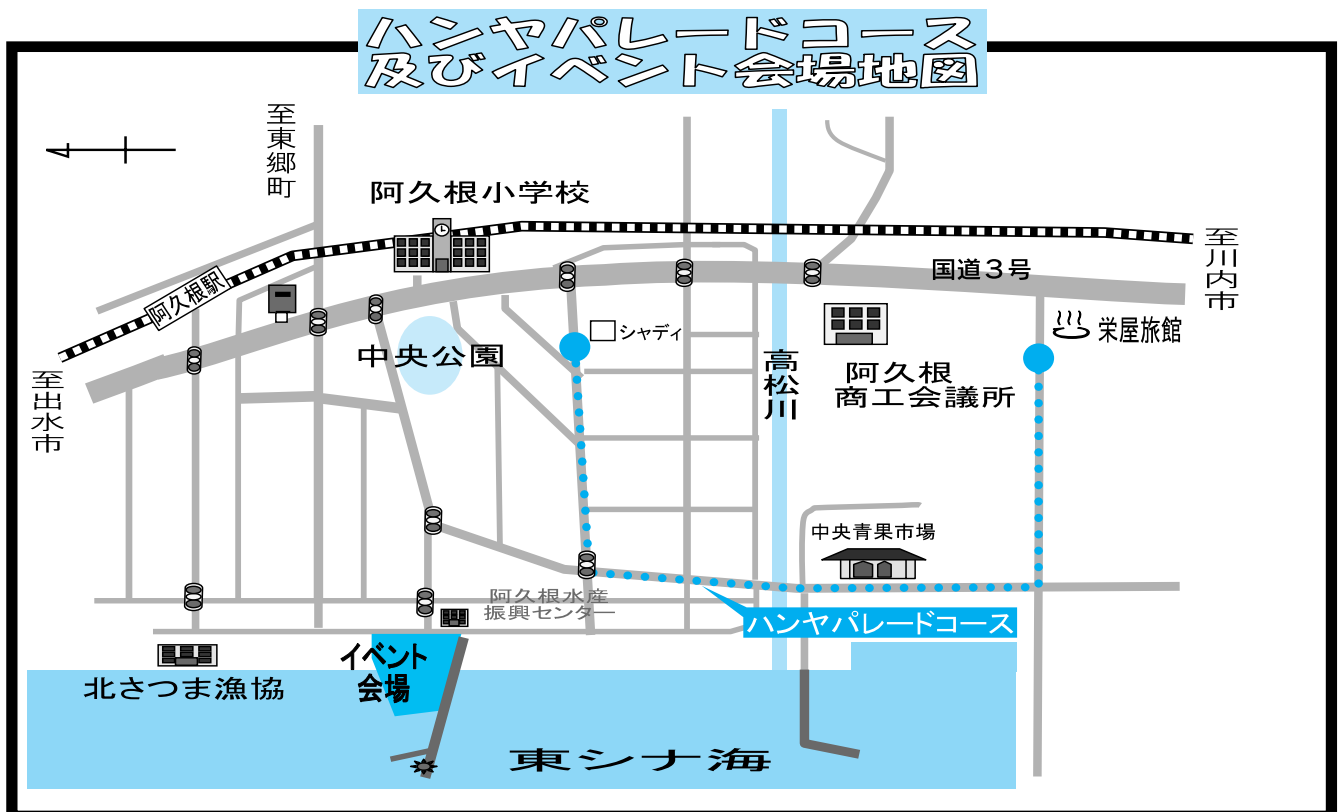 ハンヤパレードコース
及びイベント会場地図
至東郷町
阿久根小学校
至川内市
国道3号
阿久根駅
シャディ
栄屋旅館
中央公園
高松川
阿久根
商工会議所
至出水市
中央青果市場
阿久根水産
振興センター
ハンヤパレードコース
イベント
会場
北さつま漁協
東シナ海